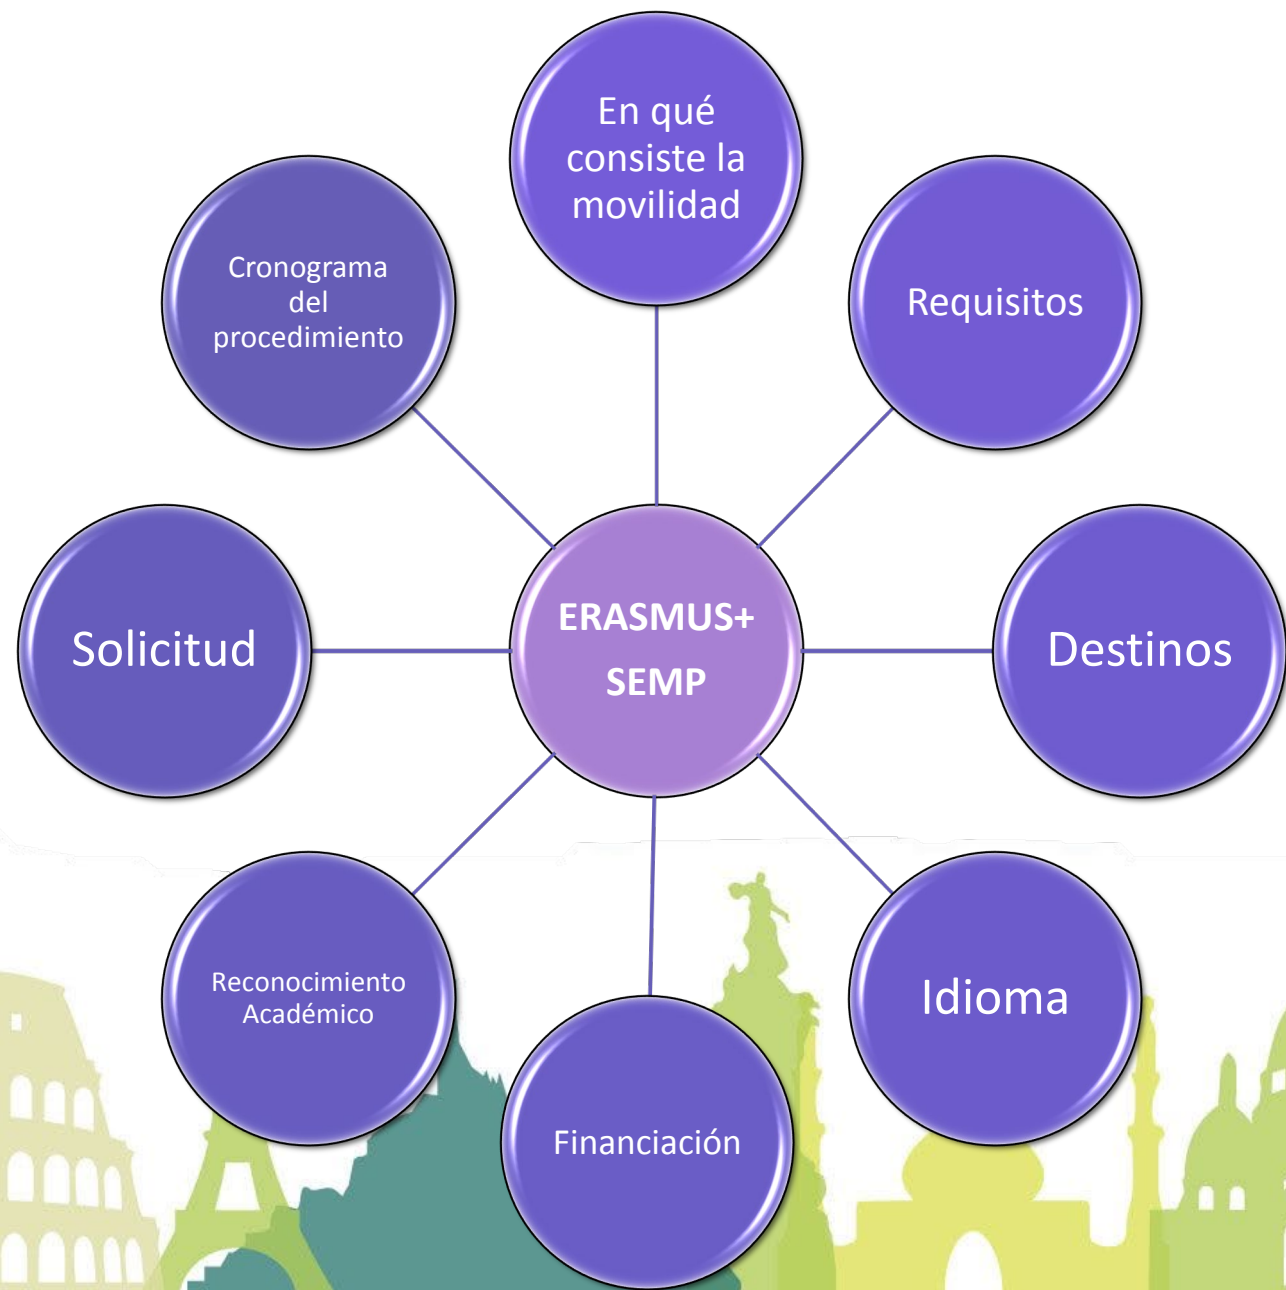 En qué
consiste la
movilidad
Requisitos
Destinos
Idioma
Financiación
Reconocimiento
Académico
Solicitud
Cronograma
del
procedimiento
ERASMUS+
SEMP